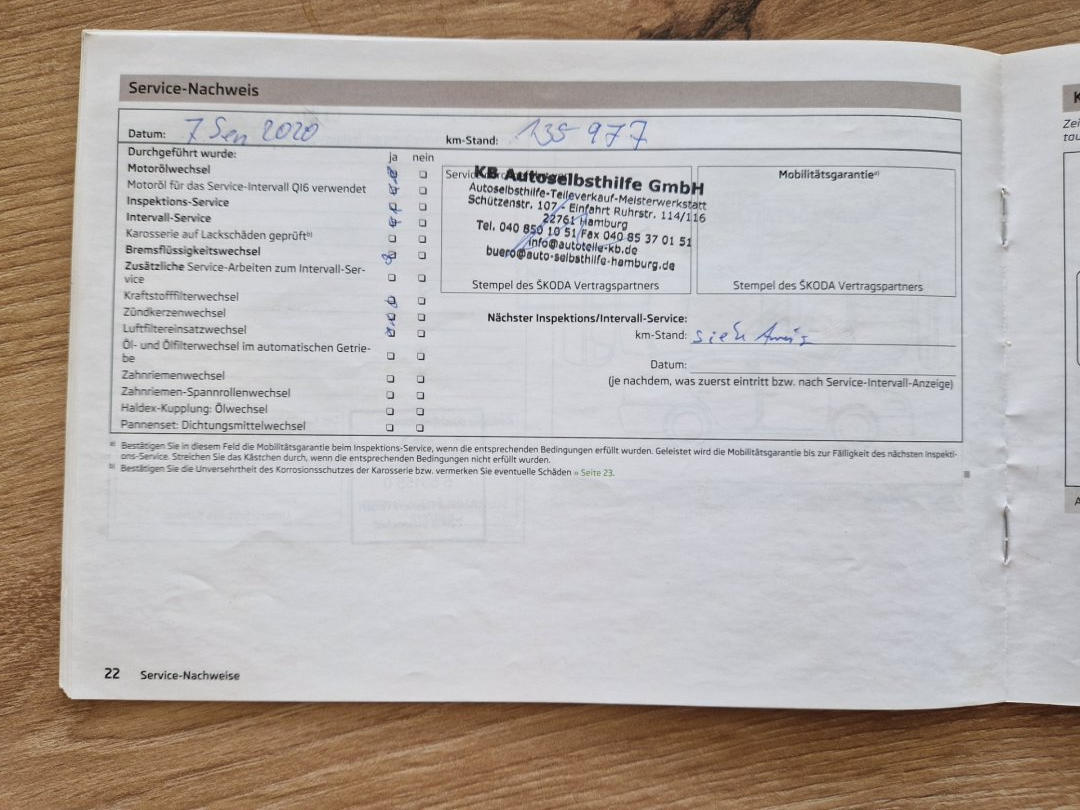 Service-Nachweis
Datum: 7 Sep 2020 km-Stand: 135 977
Durchgeführt wurde: ja nein
Motorölwechsel
Motoröl für das Service-Intervall QI6 verwendet
Inspektions-Service
Intervall-Service
Karosserie auf Lackschäden geprüft b)
Bremsflüssigkeitswechsel
Zusätzliche Service-Arbeiten zum Intervall-Ser-
vice
Kraftstofffilterwechsel
Zündkerzenwechsel
Luftfiltereinsatzwechsel
Öl- und Ölfilterwechsel im automatischen Getrie-
be
Zahnriemenwechsel
Zahnriemen-Spannrollenwechsel
Haldex-Kupplung: Ölwechsel
Pannenset: Dichtungsmittelwechsel
KB Autoselbsthilfe GmbH
Autoselbsthilfe-Teileverkauf-Meisterwerkstatt
Schützenstr. 107 - Einfahrt Ruhrstr. 114/116
22761 Hamburg
Tel. 040 850 10 51/Fax 040 85 37 01 51
info@autoteile-kb.de
buero@auto-selbsthilfe-hamburg.de
Stempel des ŠKODA Vertragspartners
Mobilitätsgarantie a)
Stempel des ŠKODA Vertragspartners
Nächster Inspektions/Intervall-Service:
km-Stand: sieh
Datum:
(je nachdem, was zuerst eintritt bzw. nach Service-Intervall-Anzeige)
a) Bestätigen Sie in diesem Feld die Mobilitätsgarantie beim Inspektions-Service, wenn die entsprechenden Bedingungen erfüllt wurden. Geleistet wird die Mobilitätsgarantie bis zur Fälligkeit des nächsten Inspekti-
ons-Service. Streichen Sie das Kästchen durch, wenn die entsprechenden Bedingungen nicht erfüllt wurden.
b) Bestätigen Sie die Unversehrtheit des Korrosionsschutzes der Karosserie bzw. vermerken Sie eventuelle Schäden » Seite 23.
22 Service-Nachweise